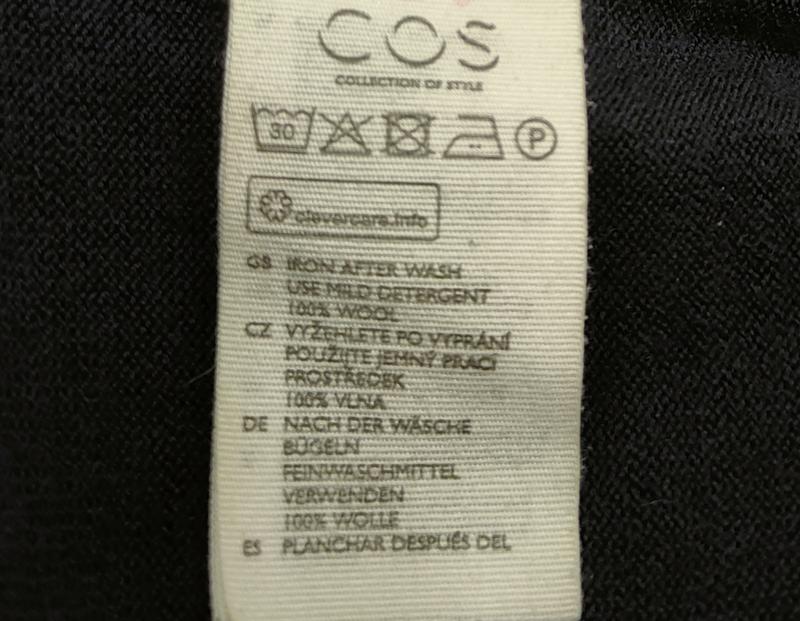 COS
COLLECTION OF STYLE
30 P
clevercare.info
GB IRON AFTER WASH
USE MILD DETERGENT
100% WOOL
CZ VYŽEHLETE PO VYPRÁNÍ
POUŽIJTE JEMNÝ PRACÍ
PROSTŘEDEK
100% VLNA
DE NACH DER WÄSCHE
BÜGELN
FEINWASCHMITTEL
VERWENDEN
100% WOLLE
ES PLANCHAR DESPUÉS DEL